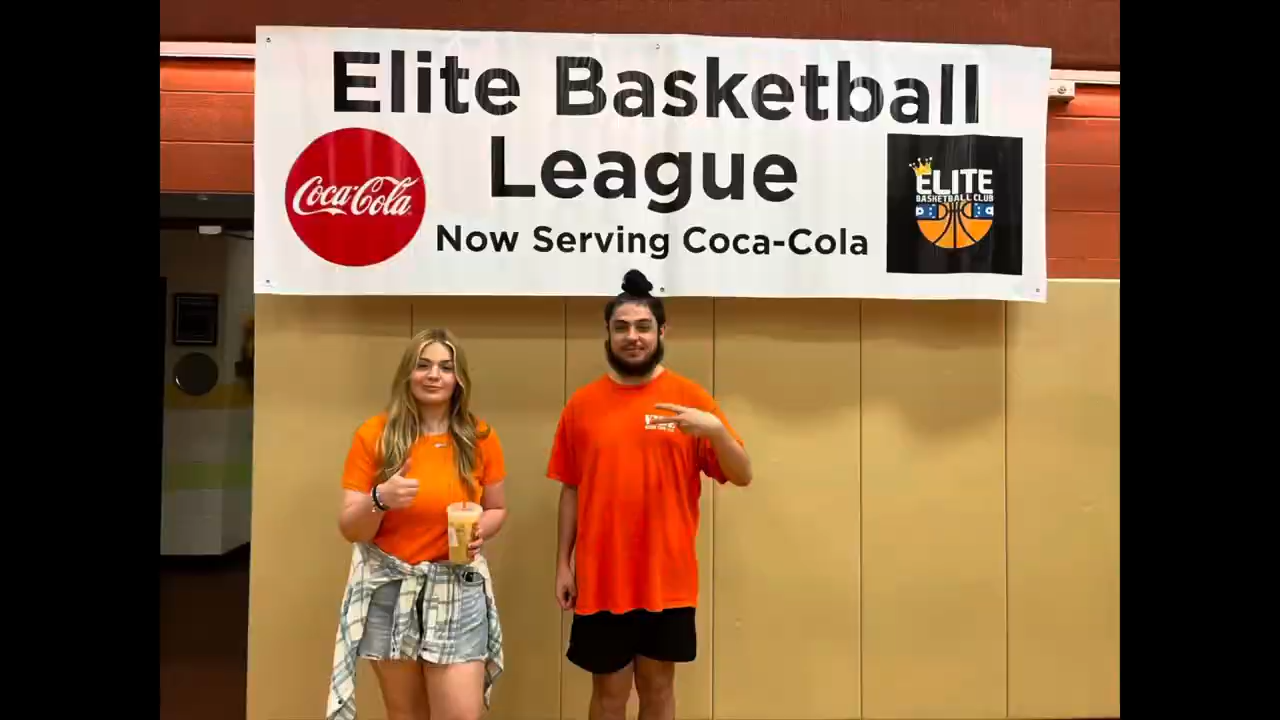 Elite Basketball
League
Coca-Cola
Now Serving Coca-Cola
ELITE
BASKETBALL CLUB